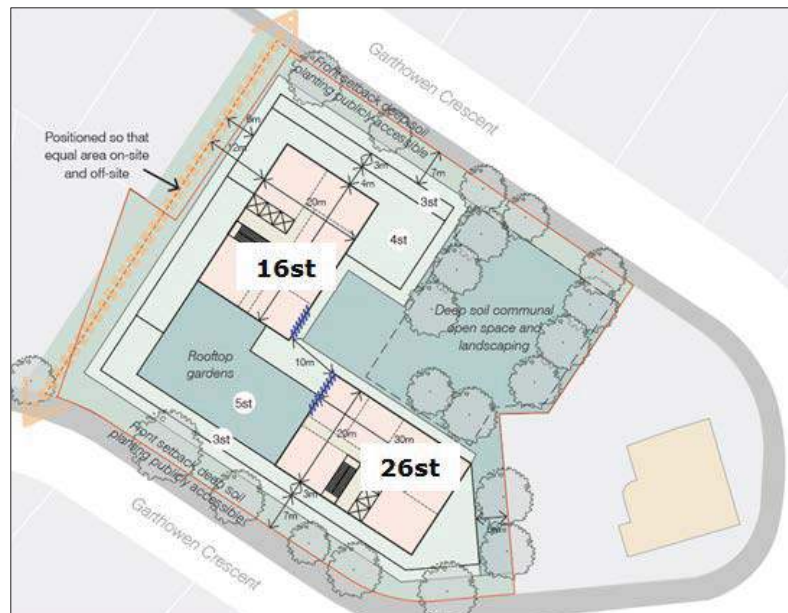 Garthowen Crescent
Front setback deep soil
planting publicly accessible
Positioned so that
equal area on-site
and off-site
12m
3m
7m
4m
20m
3st
4st
16st
Deep soil communal
open space and
landscaping
Rooftop
gardens
10m
5st
20m
30m
26st
3st
3m
7m
Front setback deep soil
planting publicly accessible
Garthowen Crescent